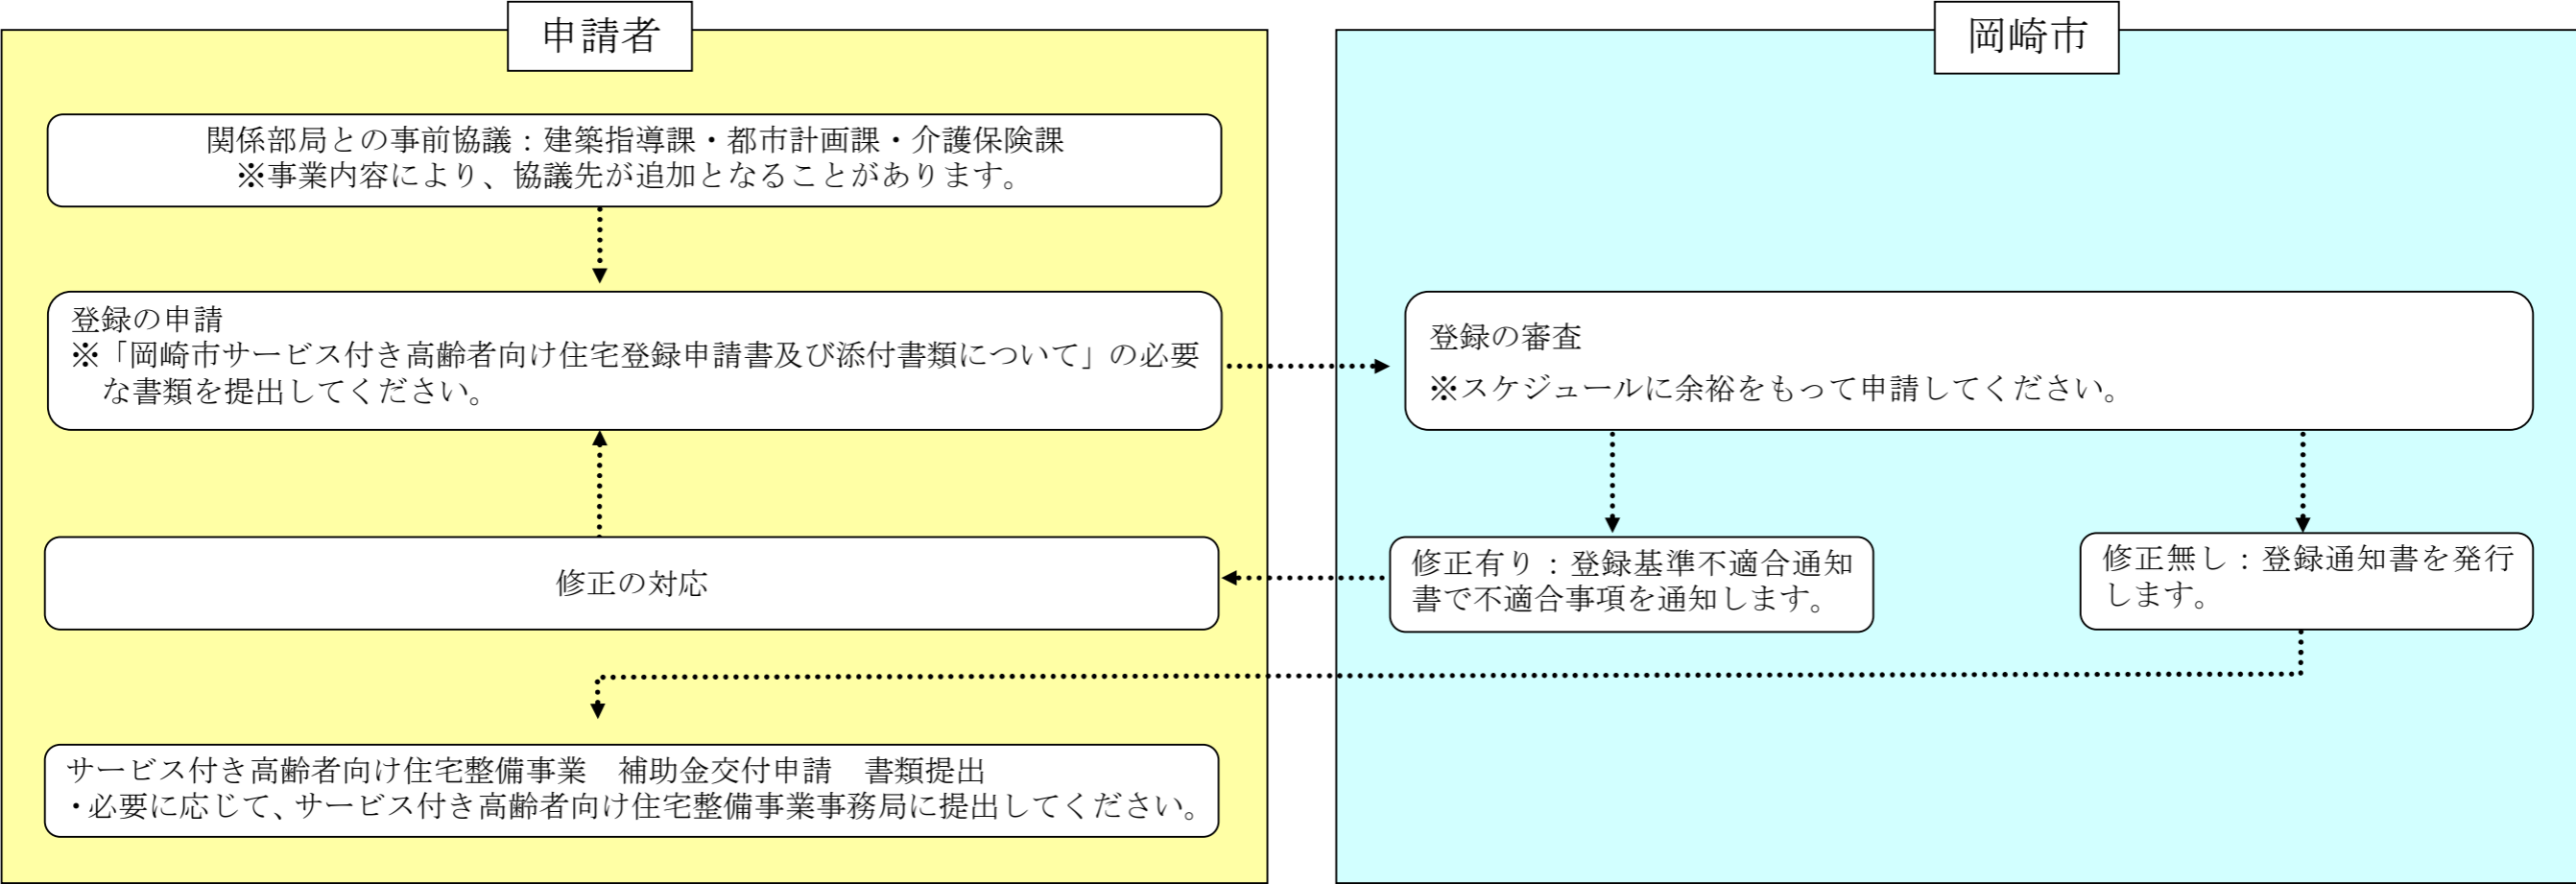 申請者
関係部局との事前協議：建築指導課・都市計画課・介護保険課
※事業内容により、協議先が追加となることがあります。
登録の申請
※「岡崎市サービス付き高齢者向け住宅登録申請書及び添付書類について」の必要
な書類を提出してください。
修正の対応
サービス付き高齢者向け住宅整備事業　補助金交付申請　書類提出
・必要に応じて、サービス付き高齢者向け住宅整備事業事務局に提出してください。
岡崎市
登録の審査
※スケジュールに余裕をもって申請してください。
修正有り：登録基準不適合通知
書で不適合事項を通知します。
修正無し：登録通知書を発行
します。